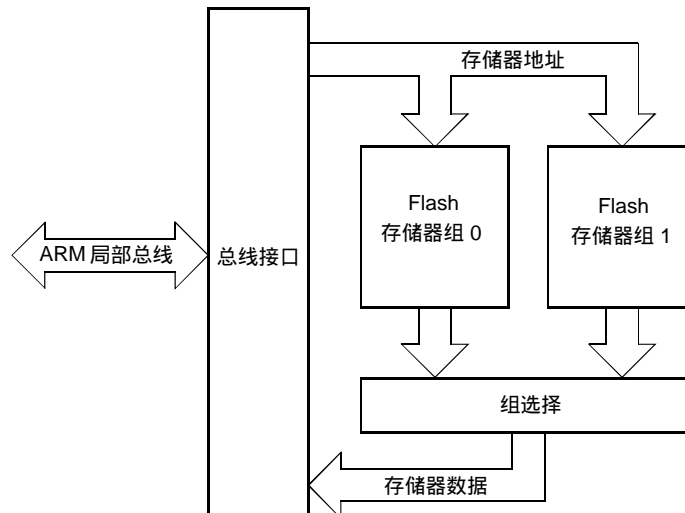 存储器地址
Flash
存储器组 0
Flash
存储器组 1
ARM 局部总线
总线接口
组选择
存储器数据